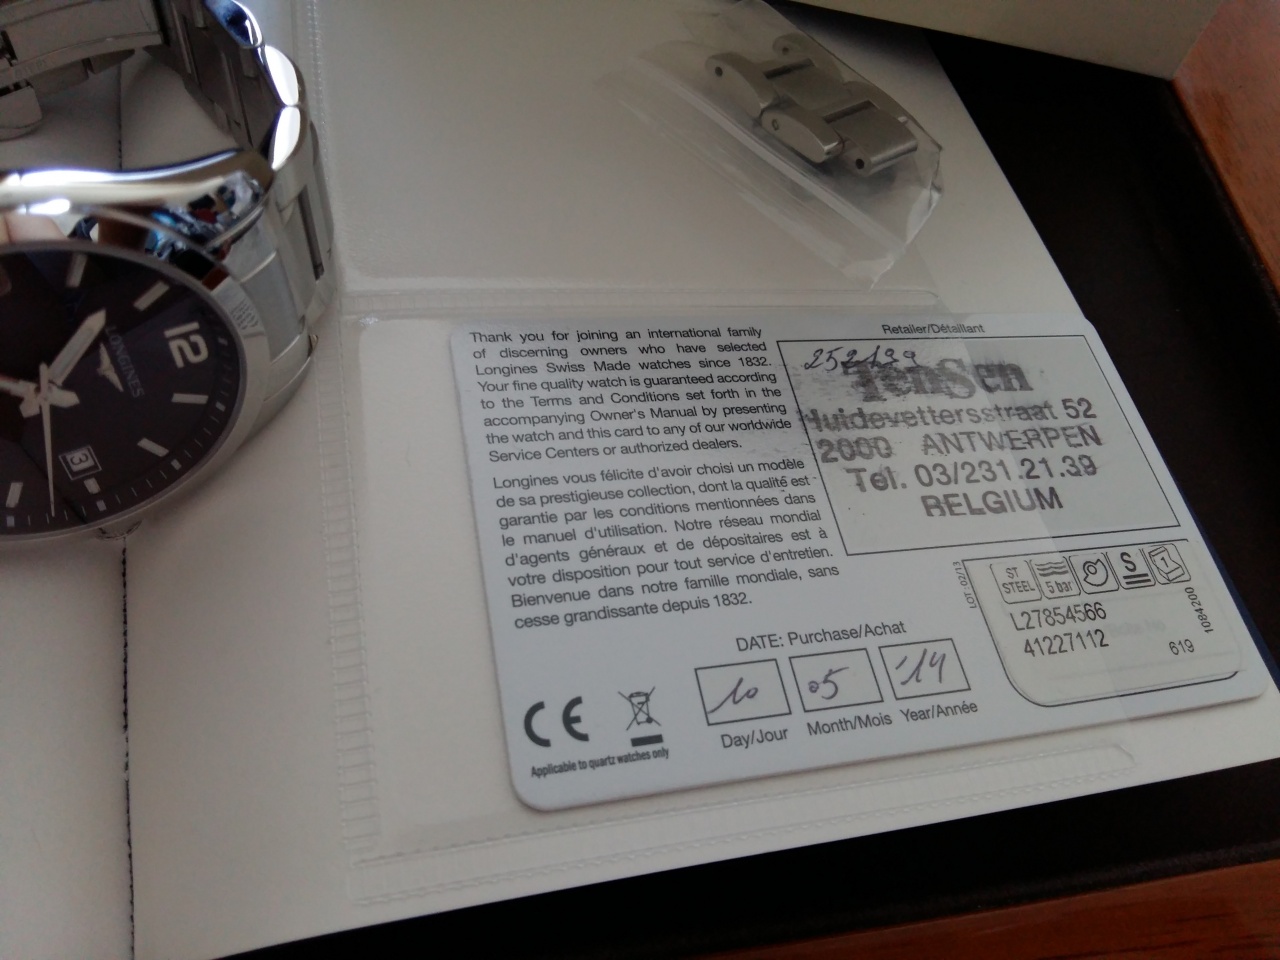 LONGINES
12
3
Thank you for joining an international family
of discerning owners who have selected
Longines Swiss Made watches since 1832.
Your fine quality watch is guaranteed according
to the Terms and Conditions set forth in the
accompanying Owner's Manual by presenting
the watch and this card to any of our worldwide
Service Centers or authorized dealers.
Longines vous félicite d'avoir choisi un modèle
de sa prestigieuse collection, dont la qualité est
garantie par les conditions mentionnées dans
le manuel d'utilisation. Notre réseau mondial
d'agents généraux et de dépositaires est à
votre disposition pour tout service d'entretien.
Bienvenue dans notre famille mondiale, sans
cesse grandissante depuis 1832.
Retailer/Détaillant
TenSen
Huidevettersstraat 52
2000 ANTWERPEN
Tel. 03/231.21.39
BELGIUM
DATE: Purchase/Achat
10 05 '14
Day/Jour Month/Mois Year/Année
CE
Applicable to quartz watches only
LOT: 02/13
ST
STEEL
5 bar
S
1
L27854566
41227112
619
1084200